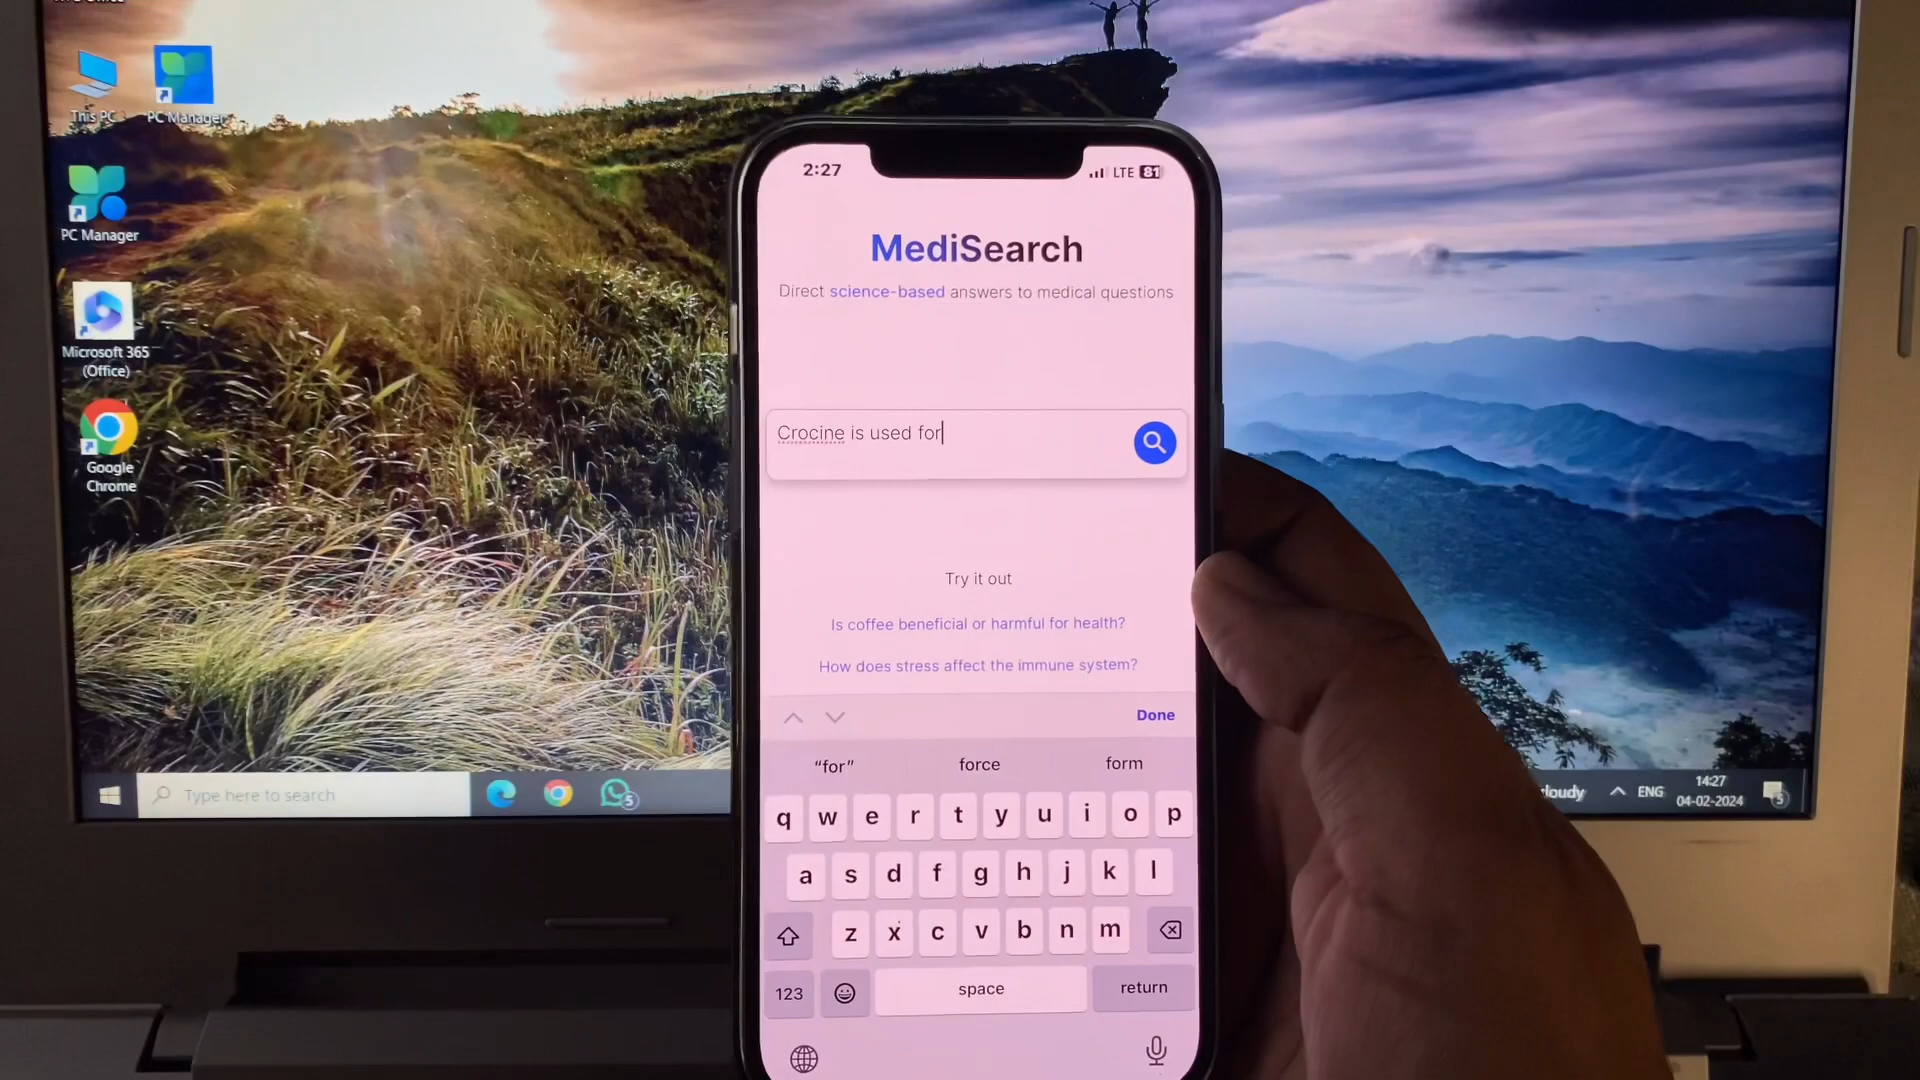 This PC
PC Manager
PC Manager
Microsoft 365
(Office)
Google
Chrome
Type here to search
5
2:27
LTE 81
MediSearch
Direct science-based answers to medical questions
Crocine is used for
Try it out
Is coffee beneficial or harmful for health?
How does stress affect the immune system?
Done
“for” force form
q w e r t y u i o p
a s d f g h j k l
z x c v b n m
123 space return
ENG
14:27
04-02-2024
5